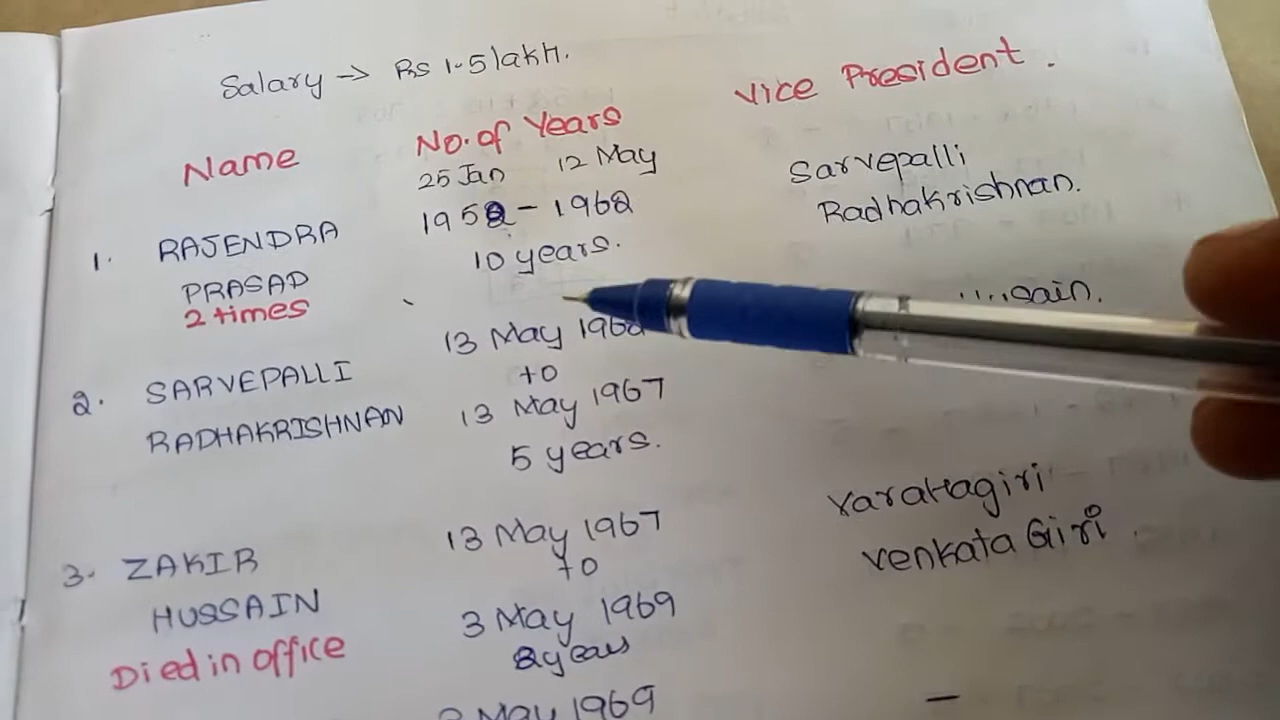 Salary → Rs 1.5 lakh.
Name No. of Years Vice President.
25 Jan 12 May
1952 - 1962
10 years.
1. RAJENDRA
PRASAD
2 times
Sarvepalli
Radhakrishnan.
2. SARVEPALLI
RADHAKRISHNAN
13 May 1962
to
13 May 1967
5 years.
3. ZAKIR
HUSSAIN
Died in office
13 May 1967
to
3 May 1969
2 years
Varahagiri
Venkata Giri
May 1969
-